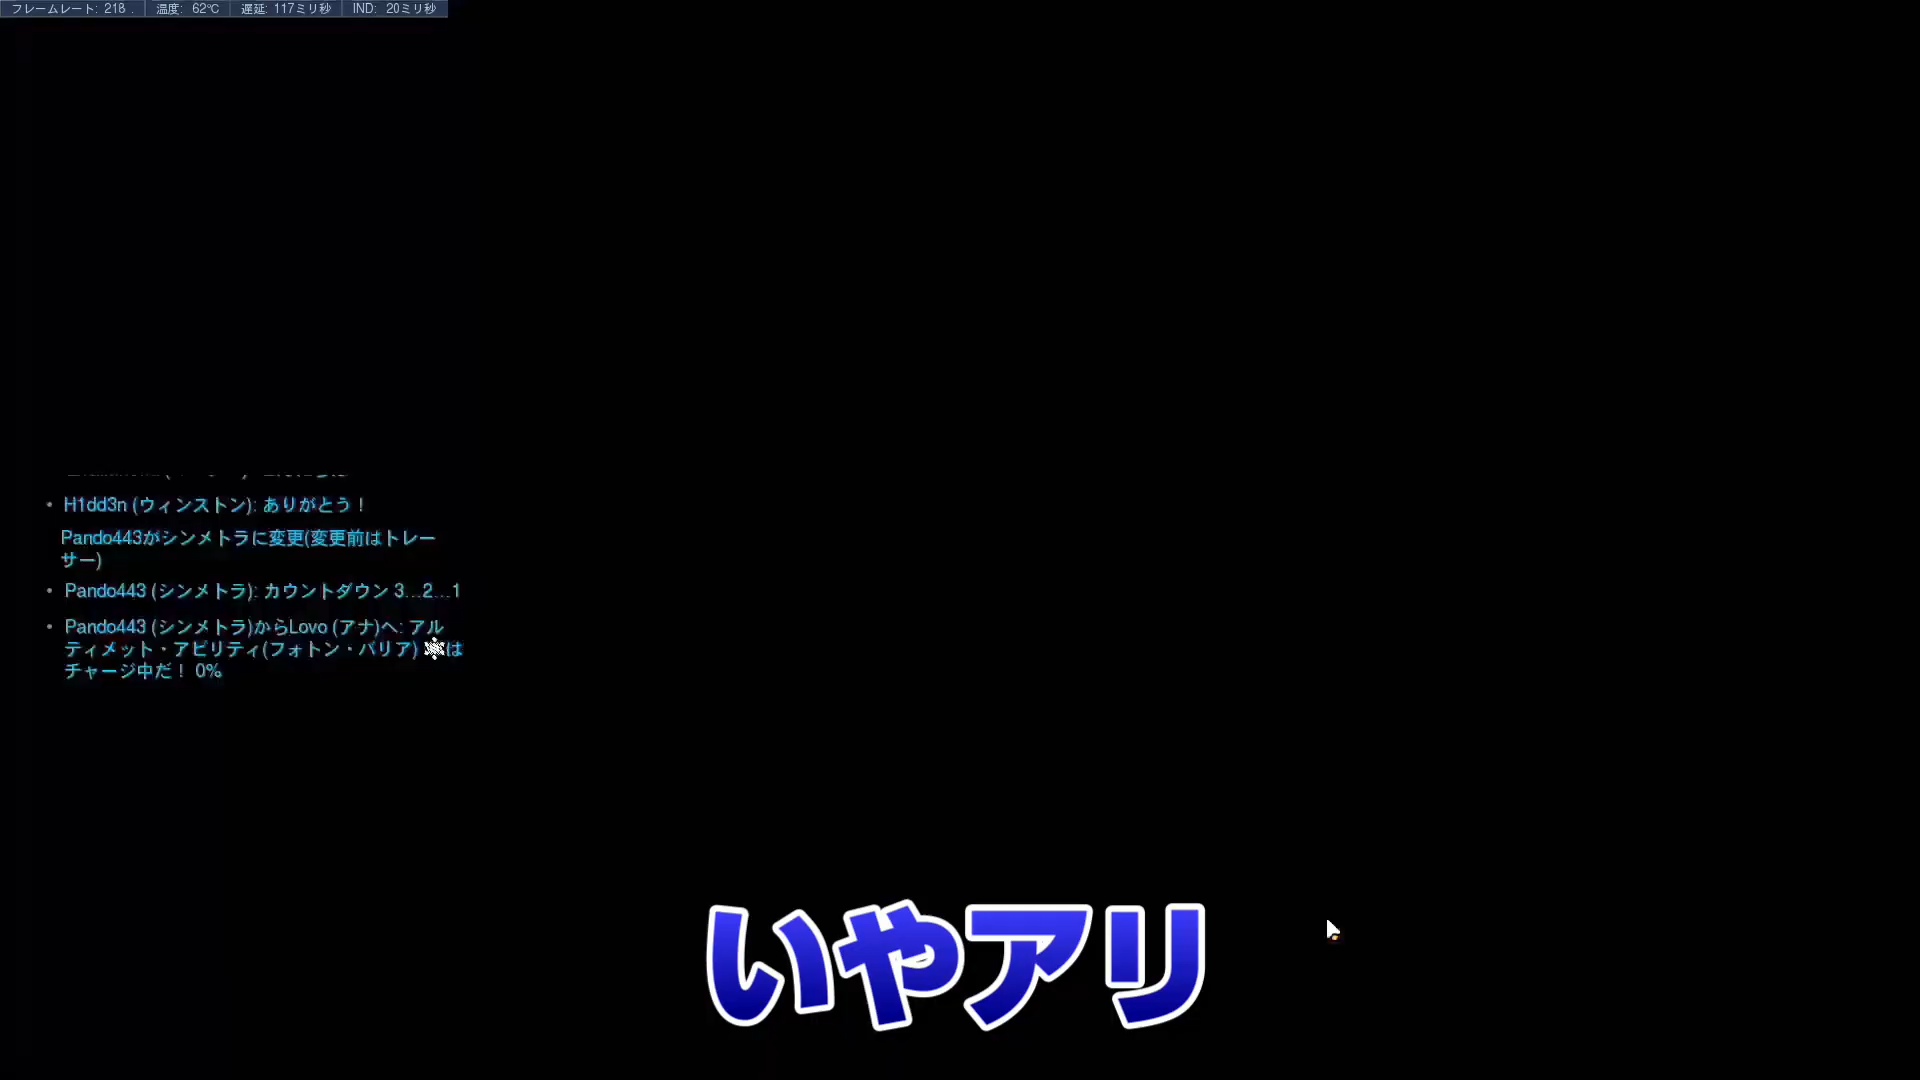 フレームレート: 218 . 温度: 62℃ 遅延: 117ミリ秒 IND: 20ミリ秒
・ H1dd3n (ウィンストン): ありがとう！
Pando443がシンメトラに変更(変更前はトレー
サー)
・ Pando443 (シンメトラ): カウントダウン 3…2…1
・ Pando443 (シンメトラ)からLovo (アナ)へ: アル
ティメット・アビリティ(フォトン・バリア) は
チャージ中だ！ 0%
いやアリ